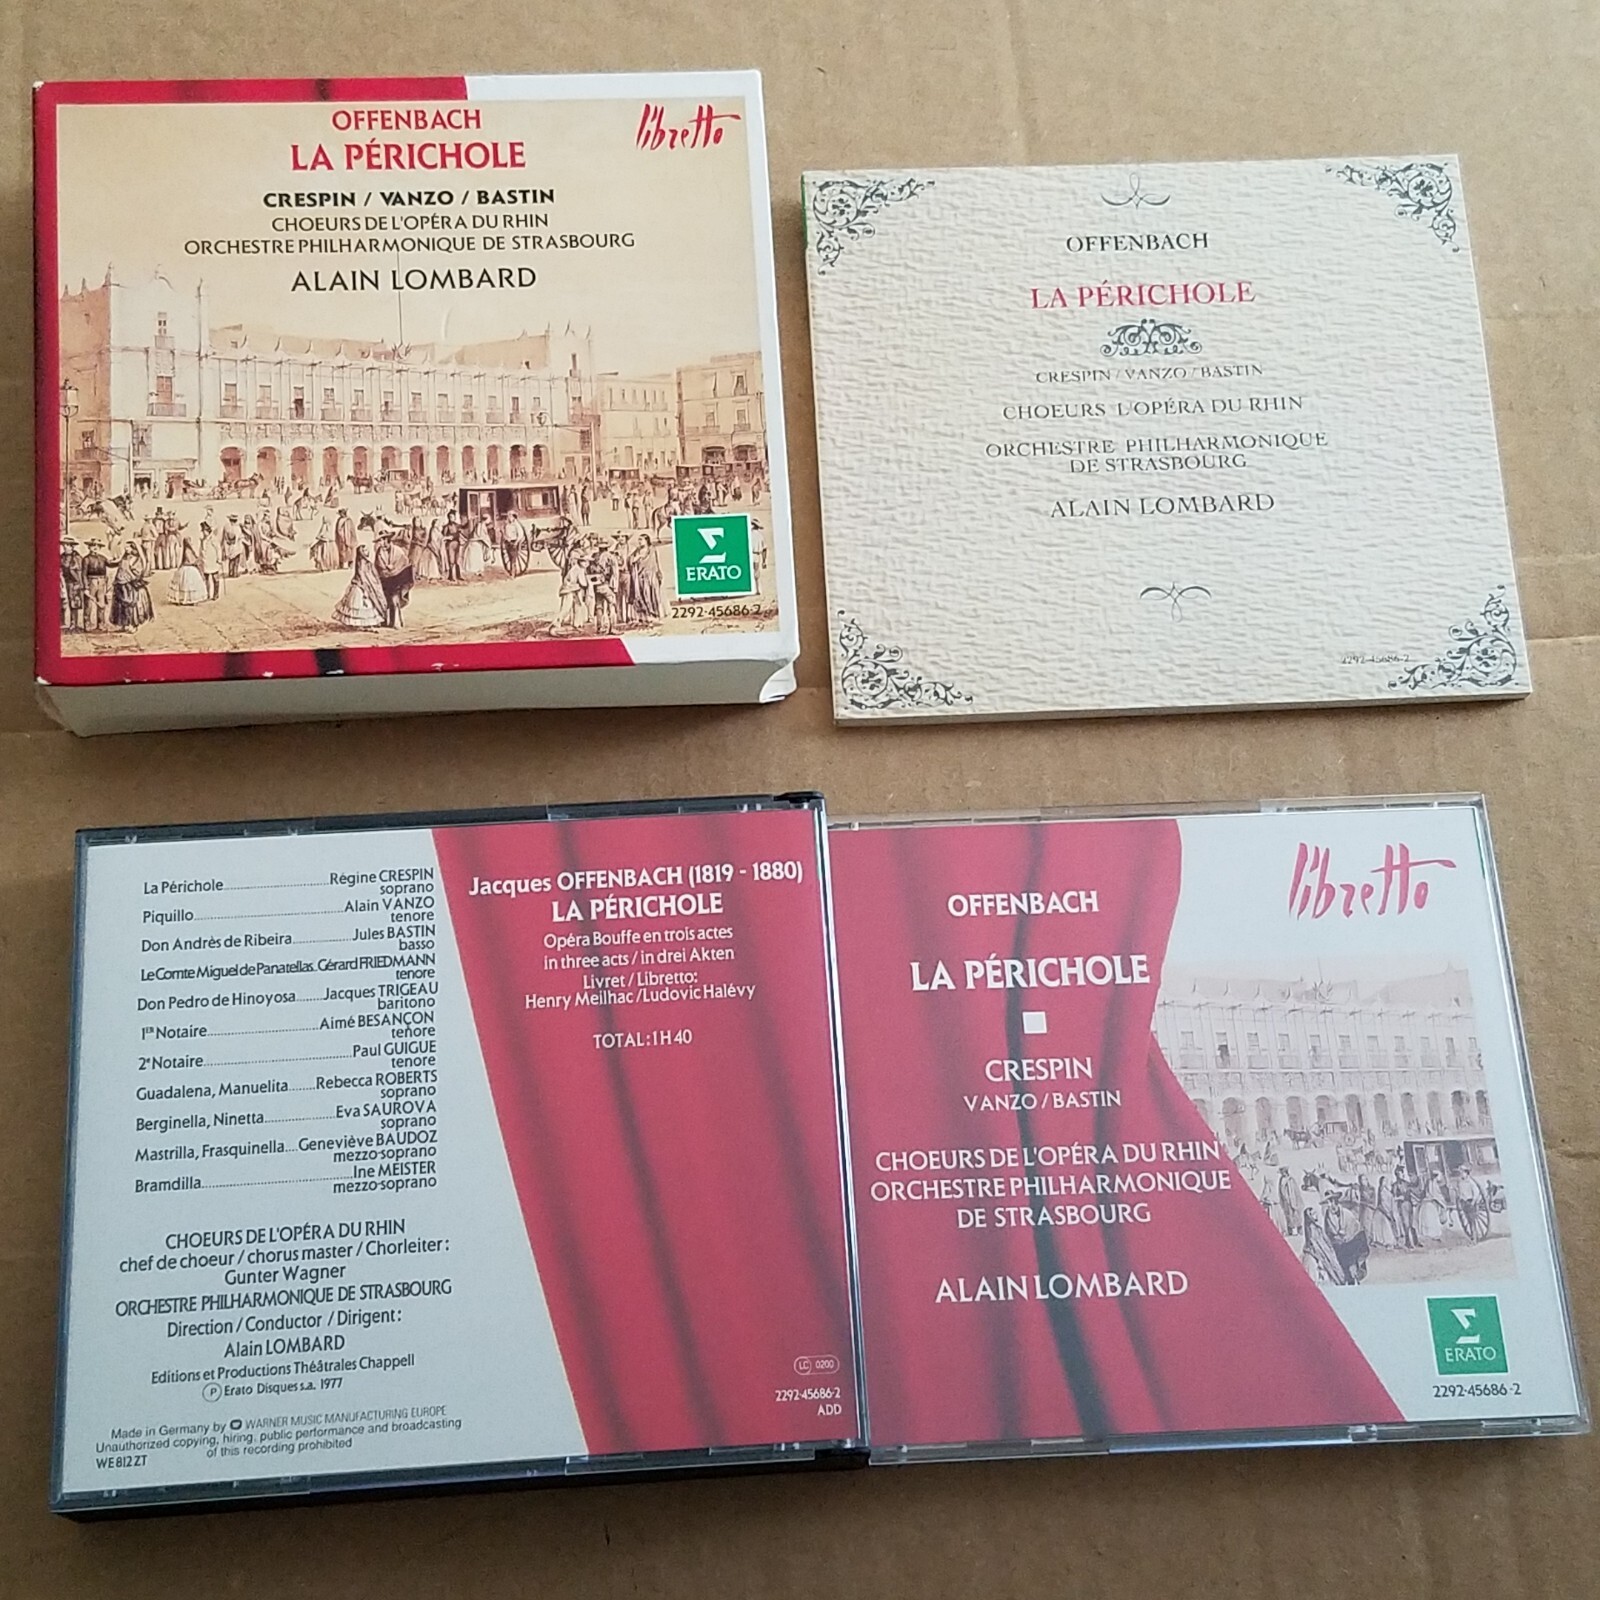 OFFENBACH
LA PÉRICHOLE
libretto
CRESPIN / VANZO / BASTIN
CHOEURS DE L'OPÉRA DU RHIN
ORCHESTRE PHILHARMONIQUE DE STRASBOURG
ALAIN LOMBARD
ERATO
2292-45686-2
OFFENBACH
LA PÉRICHOLE
CRESPIN / VANZO / BASTIN
CHOEURS L'OPÉRA DU RHIN
ORCHESTRE PHILHARMONIQUE
DE STRASBOURG
ALAIN LOMBARD
2292-45686-2
La Périchole.......Régine CRESPIN
soprano
Piquillo.......Alain VANZO
tenore
Don Andrès de Ribeira.......Jules BASTIN
basso
Le Comte Miguel de Panatellas..Gérard FRIEDMANN
tenore
Don Pedro de Hinoyosa.......Jacques TRIGEAU
baritono
1er Notaire.......Aimé BESANÇON
tenore
2e Notaire.......Paul GUIGUE
tenore
Guadalena, Manuelita.......Rebecca ROBERTS
soprano
Berginella, Ninetta.......Eva SAUROVA
soprano
Mastrilla, Frasquinella....Geneviève BAUDOZ
mezzo-soprano
Bramdilla.......Ine MEISTER
mezzo-soprano
CHOEURS DE L'OPÉRA DU RHIN
chef de choeur / chorus master / Chorleiter:
Gunter Wagner
ORCHESTRE PHILHARMONIQUE DE STRASBOURG
Direction / Conductor / Dirigent:
Alain LOMBARD
Editions et Productions Théâtrales Chappell
℗ Erato Disques s.a. 1977
Made in Germany by WARNER MUSIC MANUFACTURING EUROPE
Unauthorized copying, hiring, public performance and broadcasting
of this recording prohibited
WE 812 ZT
Jacques OFFENBACH (1819 - 1880)
LA PÉRICHOLE
Opéra Bouffe en trois actes
in three acts / in drei Akten
Livret / Libretto:
Henry Meilhac / Ludovic Halévy
TOTAL : 1 H 40
LC 0200
2292-45686-2
ADD
libretto
OFFENBACH
LA PÉRICHOLE
CRESPIN
VANZO / BASTIN
CHOEURS DE L'OPÉRA DU RHIN
ORCHESTRE PHILHARMONIQUE
DE STRASBOURG
ALAIN LOMBARD
ERATO
2292-45686-2